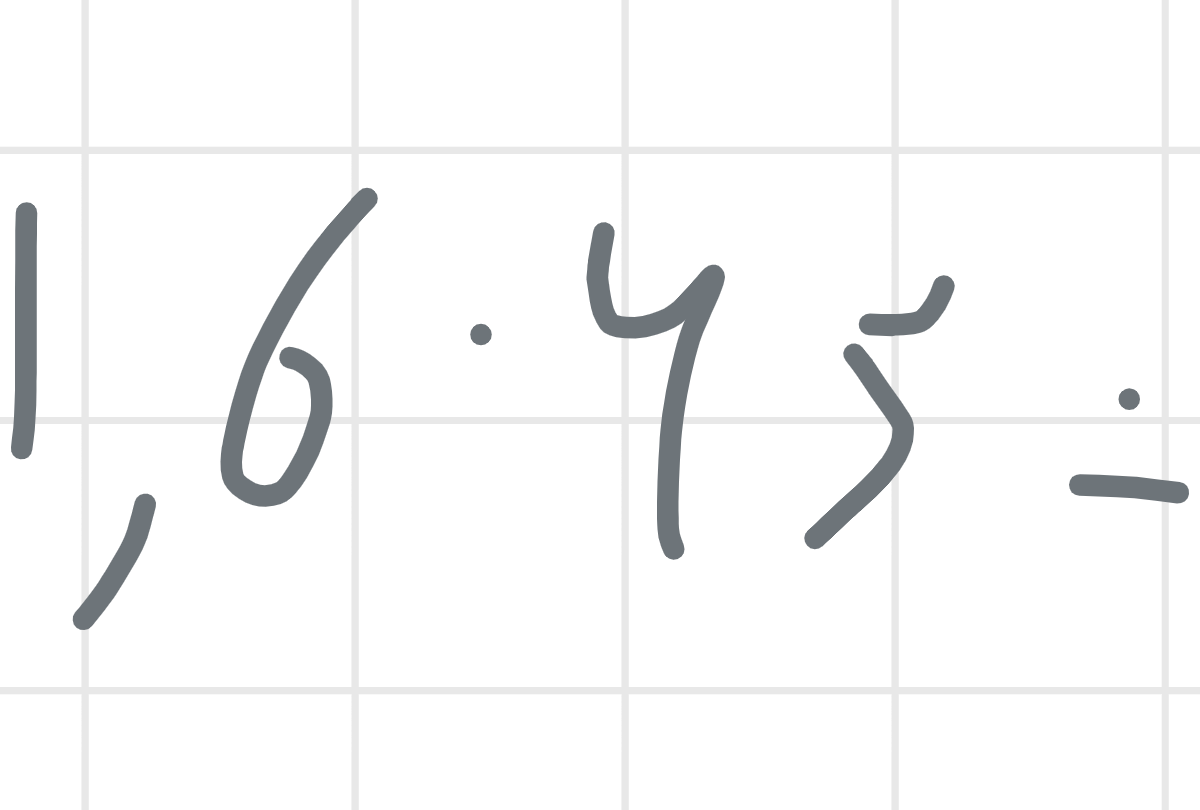 1,6 · 45 =